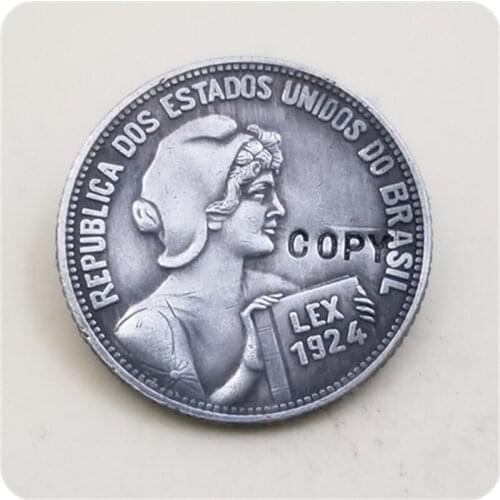 REPUBLICA DOS ESTADOS UNIDOS DO BRASIL
COPY
LEX
1924